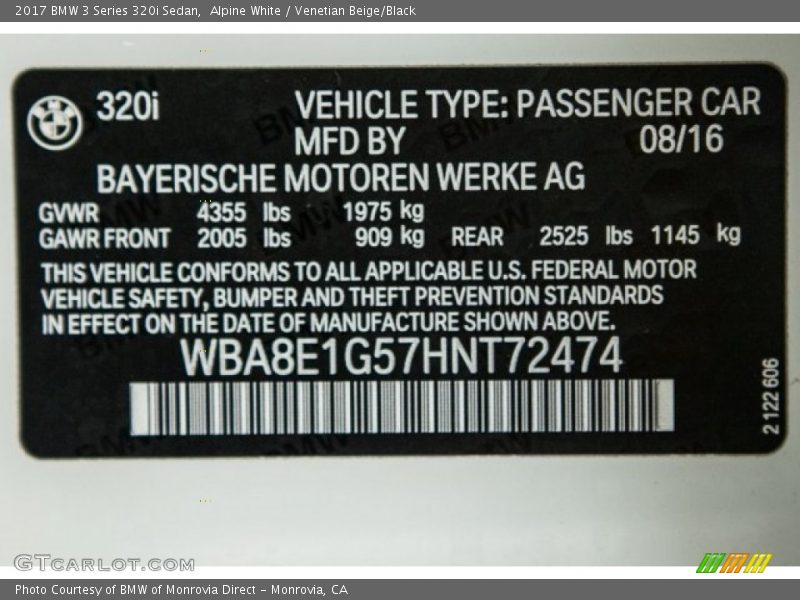 2017 BMW 3 Series 320i Sedan,  Alpine White / Venetian Beige/Black
320i VEHICLE TYPE: PASSENGER CAR
MFD BY 08/16
BAYERISCHE MOTOREN WERKE AG
GVWR 4355 lbs 1975 kg
GAWR FRONT 2005 lbs 909 kg REAR 2525 lbs 1145 kg
THIS VEHICLE CONFORMS TO ALL APPLICABLE U.S. FEDERAL MOTOR
VEHICLE SAFETY, BUMPER AND THEFT PREVENTION STANDARDS
IN EFFECT ON THE DATE OF MANUFACTURE SHOWN ABOVE.
WBA8E1G57HNT72474
2 122 606
GTCARLOT.COM
Photo Courtesy of BMW of Monrovia Direct - Monrovia, CA